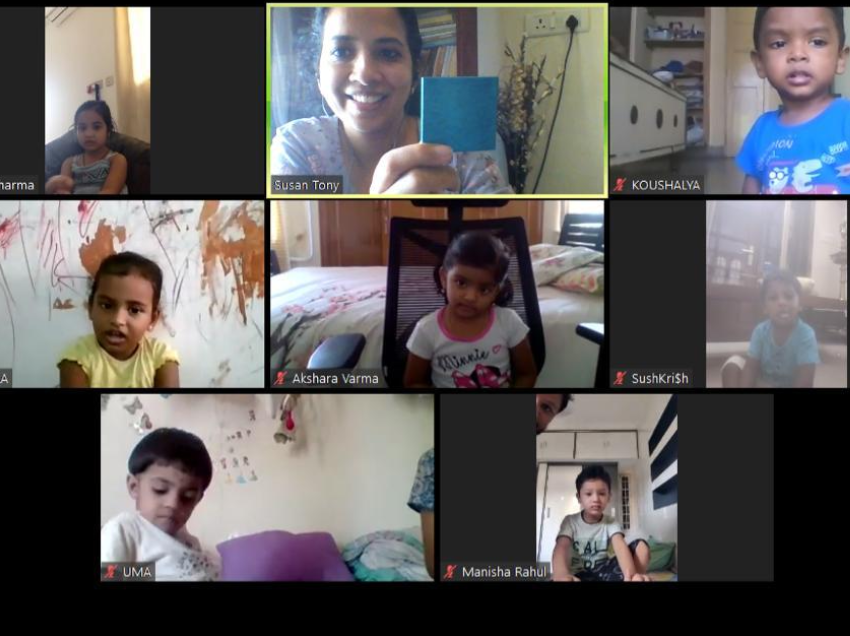 harma
Susan Tony
KOUSHALYA
A
Akshara Varma
Minnie
SushKri$h
UMA
Manisha Rahul